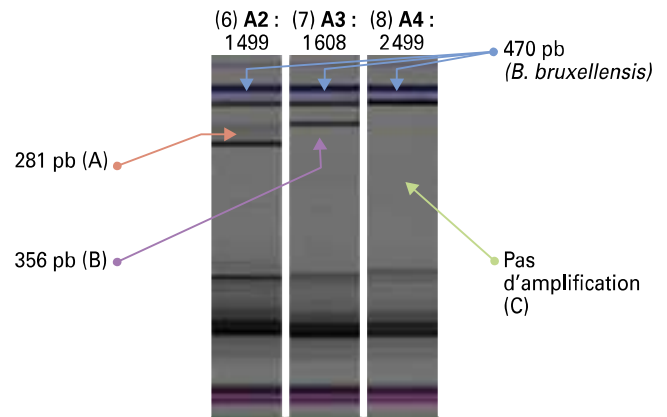 (6) A2 : (7) A3 : (8) A4 :
1499 1608 2499
470 pb
(B. bruxellensis)
281 pb (A)
356 pb (B)
Pas
d'amplification
(C)